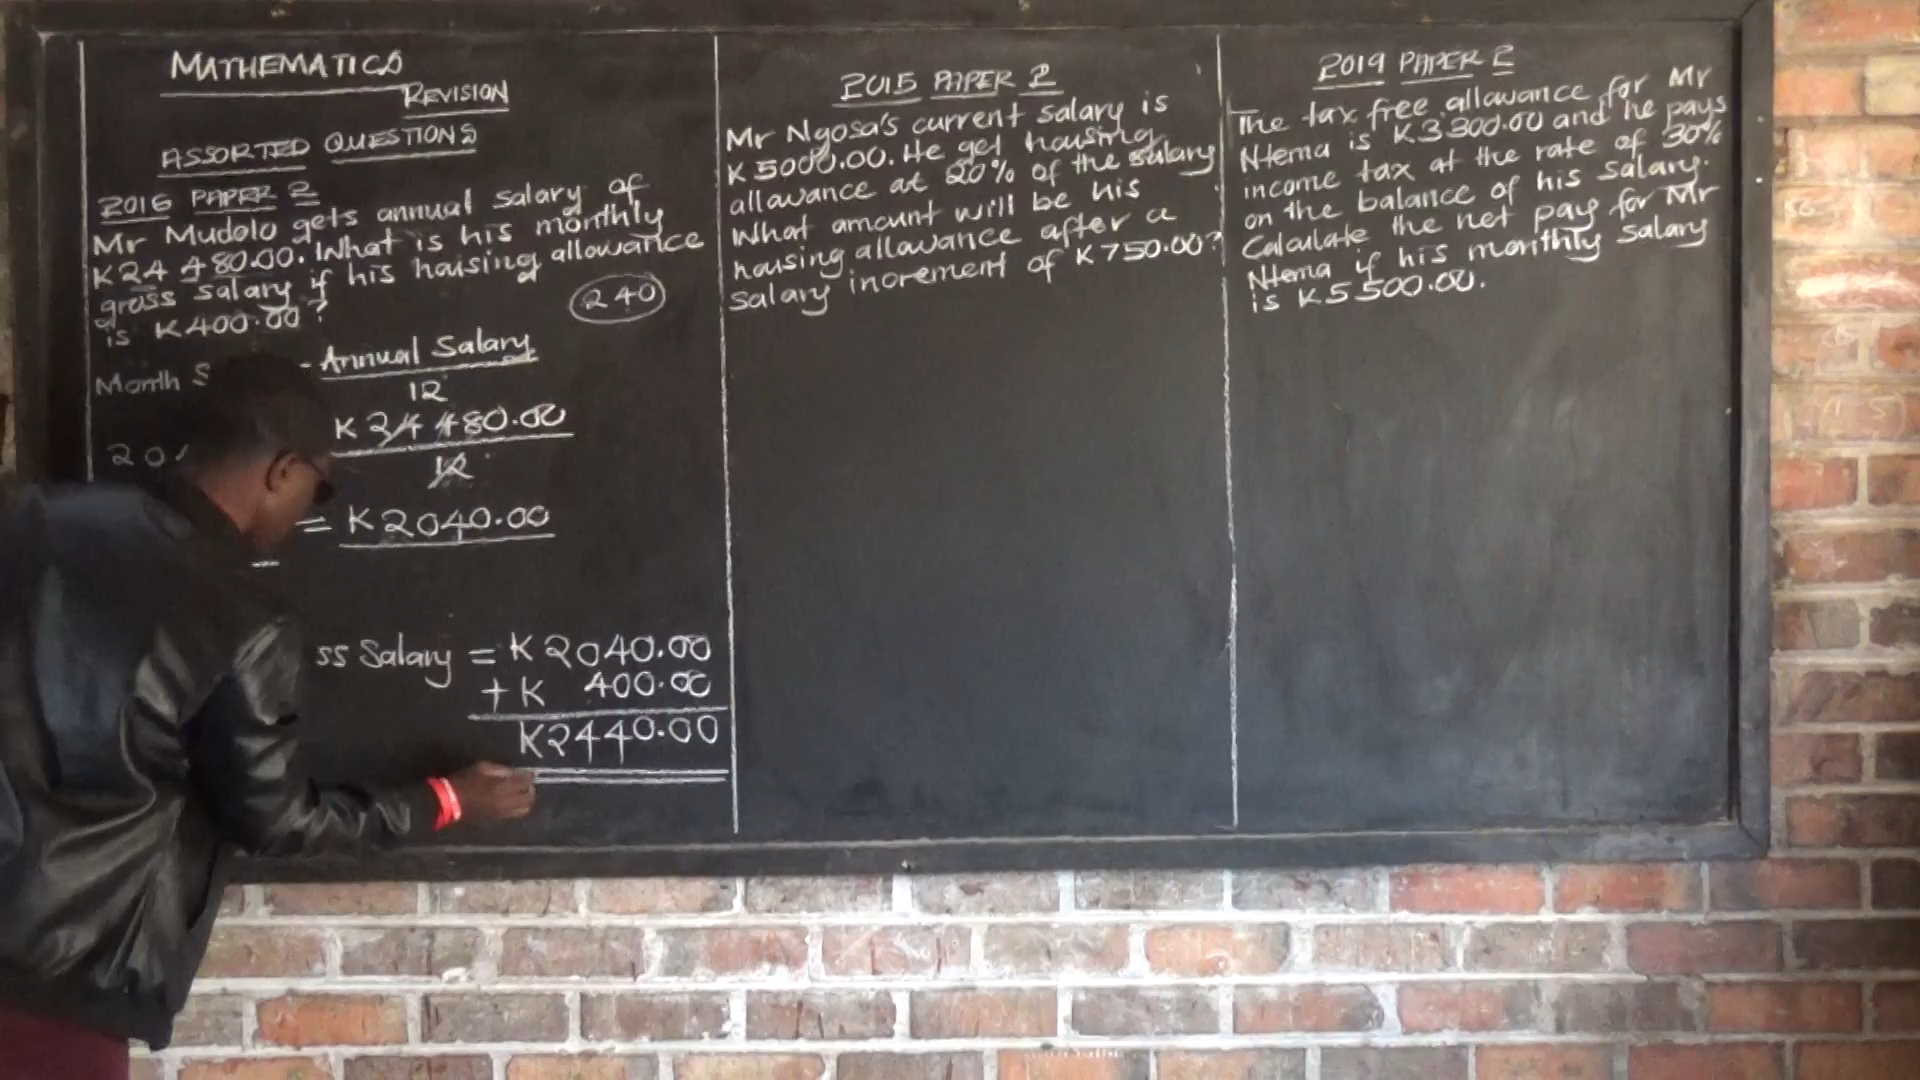 MATHEMATICS
REVISION
ASSORTED QUESTIONS
2016 PAPER 2
Mr Mudolo gets annual salary of
K24 480.00. What is his monthly
gross salary if his housing allowance
is K400.00?
240
Month S - Annual Salary
12
K24 480.00
20
12
= K2040.00
ss Salary = K2040.00
+ K 400.00
K2440.00
2015 PAPER 2
Mr Ngosa's current salary is
K5000.00. He get housing
allowance at 20% of the salary
What amount will be his
housing allowance after a
salary increment of K750.00?
2019 PAPER 2
The tax free allowance for Mr
Ntema is K3300.00 and he pays
income tax at the rate of 30%
on the balance of his salary.
Calculate the net pay for Mr
Ntema if his monthly salary
is K5500.00.